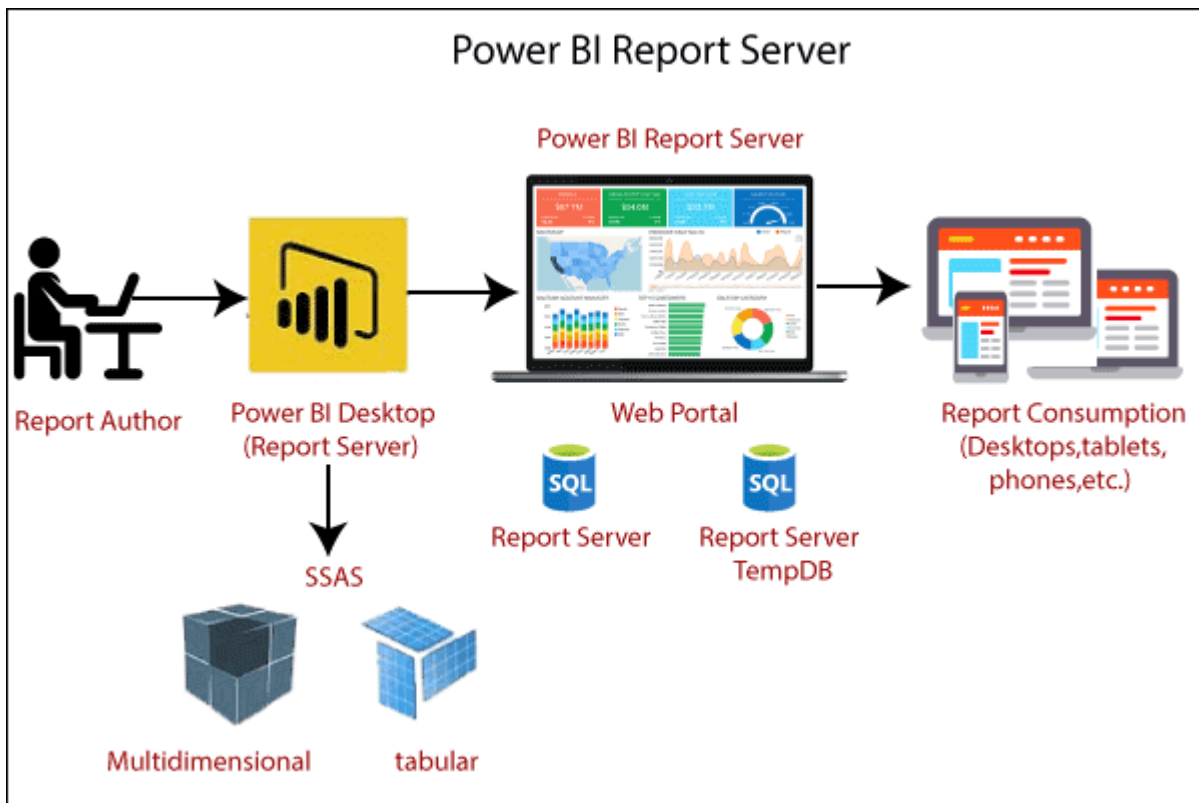 Power BI Report Server
Power BI Report Server
Report Author
Power BI Desktop
(Report Server)
Web Portal
Report Consumption
(Desktops,tablets,
phones,etc.)
SQL
SQL
Report Server
Report Server
TempDB
SSAS
Multidimensional
tabular